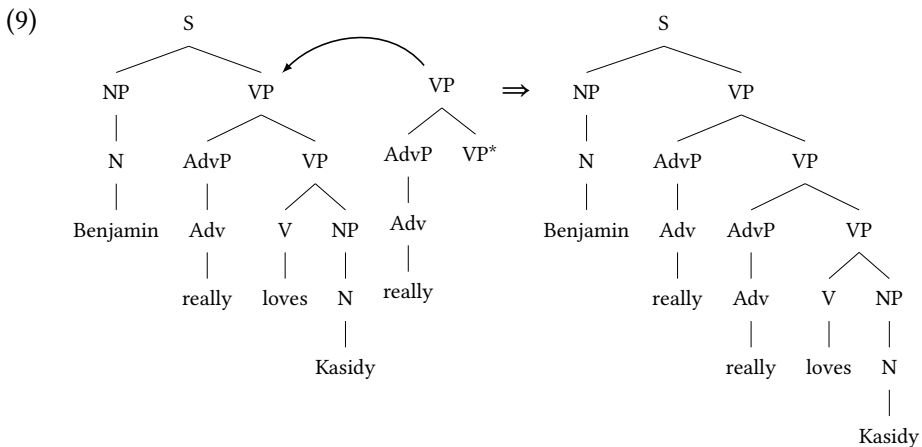 (9)
S VP ⇒ S
NP VP NP VP
N AdvP VP AdvP VP* N AdvP VP
Benjamin Adv V NP Adv Benjamin Adv AdvP VP
really loves N really really Adv V NP
Kasidy really loves N
Kasidy